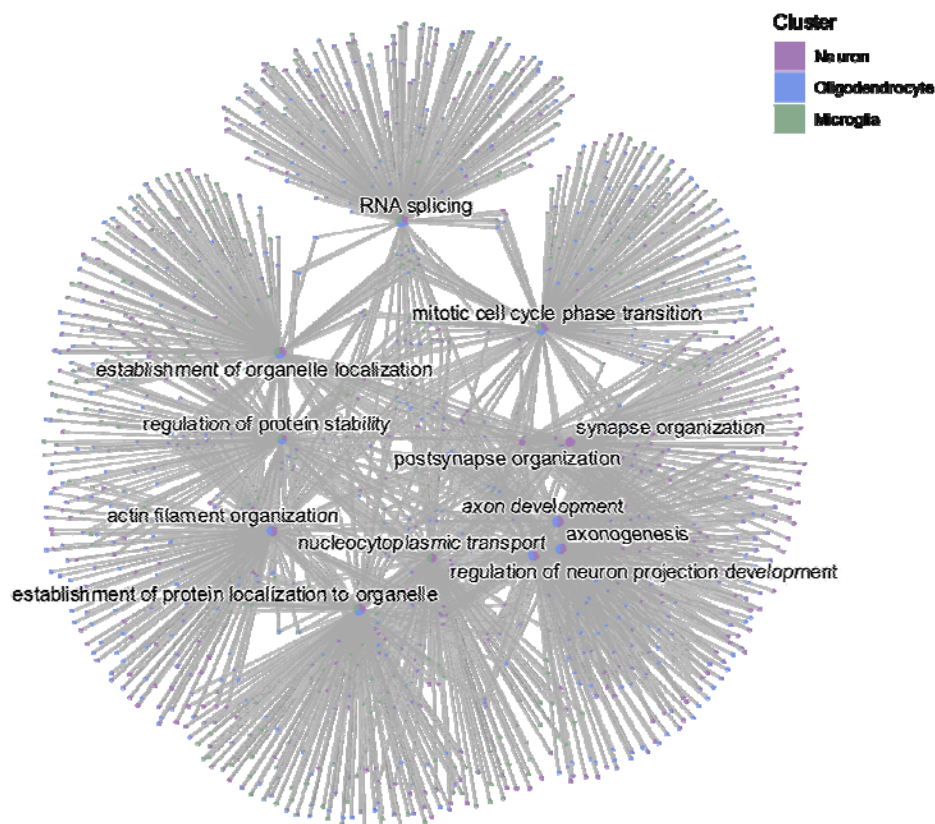 Cluster
Neuron
Oligodendrocyte
Microglia
RNA splicing
mitotic cell cycle phase transition
establishment of organelle localization
regulation of protein stability
synapse organization
postsynapse organization
axon development
actin filament organization
axonogenesis
nucleocytoplasmic transport
regulation of neuron projection development
establishment of protein localization to organelle